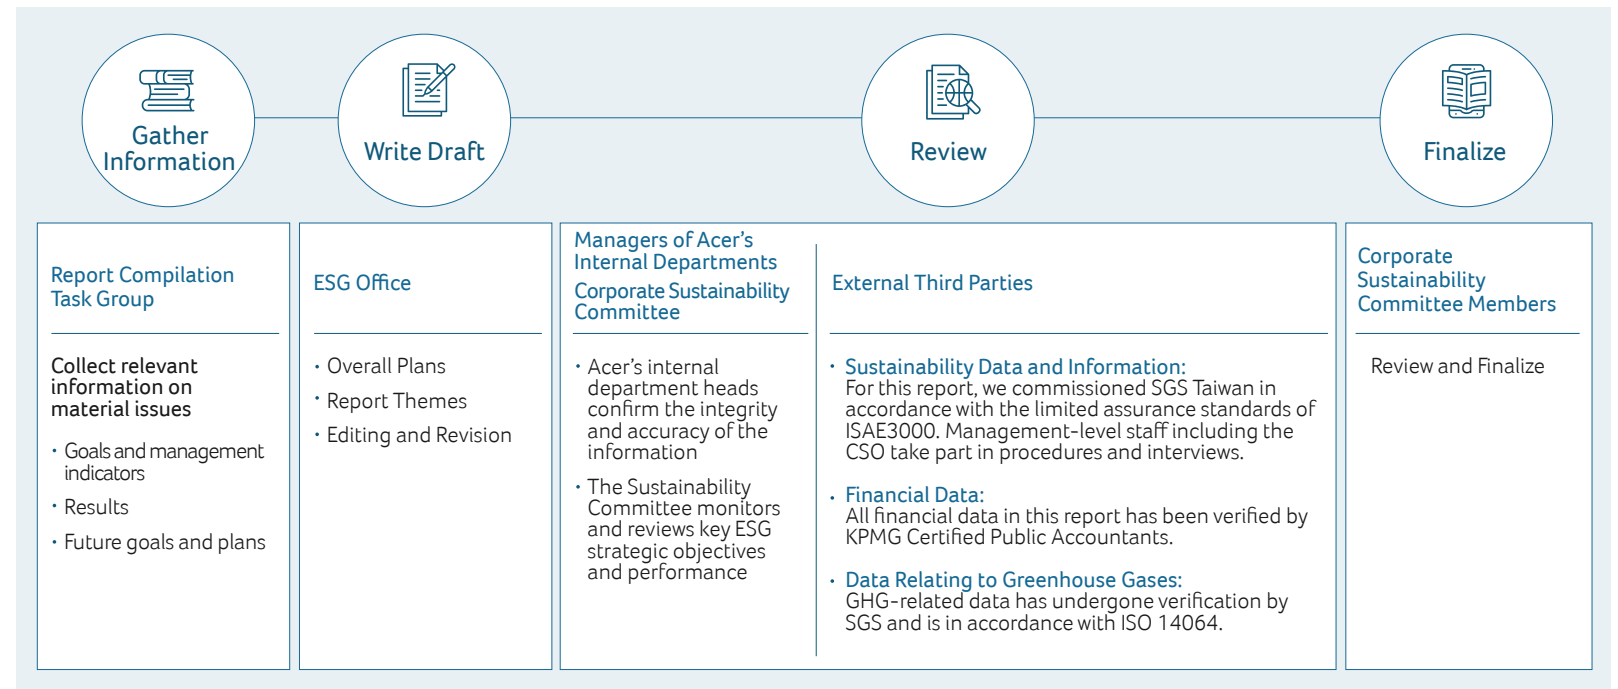 Gather
Information
Write Draft
Review
Finalize
Report Compilation
Task Group
Collect relevant
information on
material issues
· Goals and management
indicators
· Results
· Future goals and plans
ESG Office
· Overall Plans
· Report Themes
· Editing and Revision
Managers of Acer’s
Internal Departments
Corporate Sustainability
Committee
· Acer’s internal
department heads
confirm the integrity
and accuracy of the
information
· The Sustainability
Committee monitors
and reviews key ESG
strategic objectives
and performance
External Third Parties
· Sustainability Data and Information:
For this report, we commissioned SGS Taiwan in
accordance with the limited assurance standards of
ISAE3000. Management-level staff including the
CSO take part in procedures and interviews.
· Financial Data:
All financial data in this report has been verified by
KPMG Certified Public Accountants.
· Data Relating to Greenhouse Gases:
GHG-related data has undergone verification by
SGS and is in accordance with ISO 14064.
Corporate
Sustainability
Committee Members
Review and Finalize